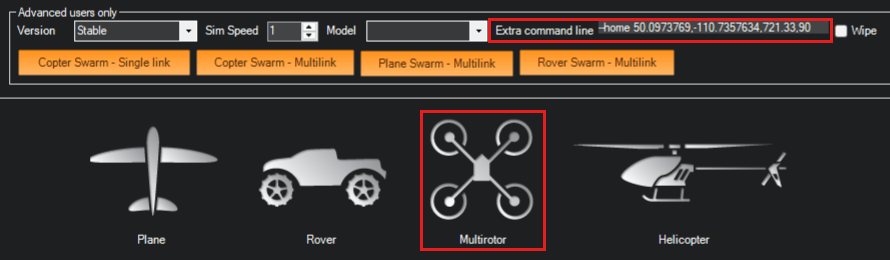 Advanced users only
Version Stable Sim Speed 1 Model Extra command line --home 50.0973769,-110.7357634,721.33,90 Wipe
Copter Swarm - Single link Copter Swarm - Multilink Plane Swarm - Multilink Rover Swarm - Multilink
Plane Rover Multirotor Helicopter